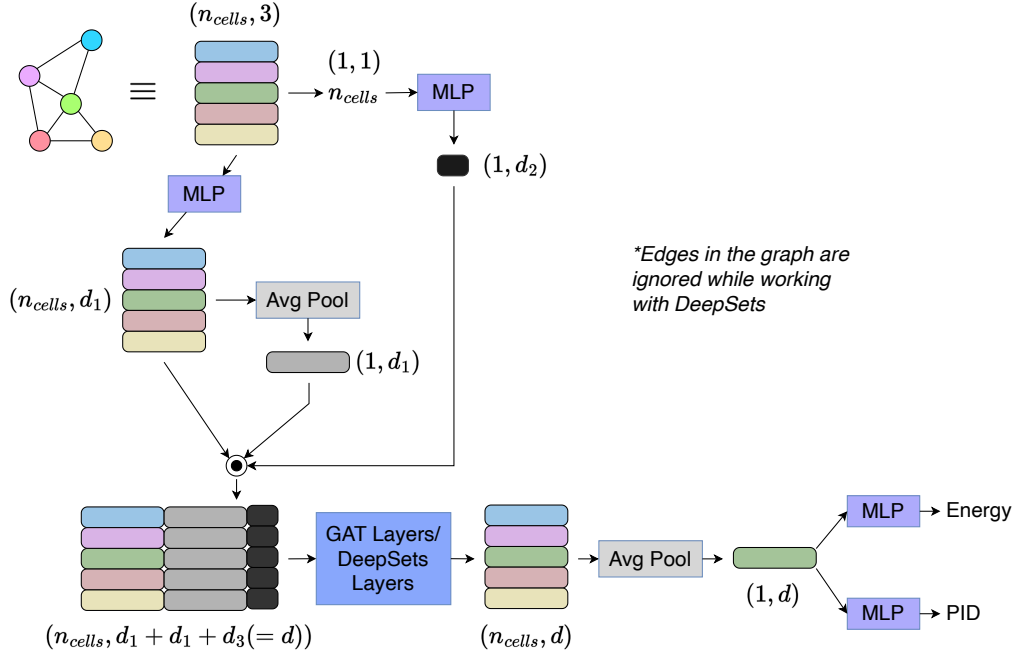 (n_cells, 3)
≡
(1, 1)
n_cells
MLP
(1, d_2)
MLP
*Edges in the graph are
ignored while working
with DeepSets
(n_cells, d_1)
Avg Pool
(1, d_1)
GAT Layers/
DeepSets
Layers
Avg Pool
MLP
Energy
(1, d)
MLP
PID
(n_cells, d_1 + d_1 + d_3(= d))
(n_cells, d)